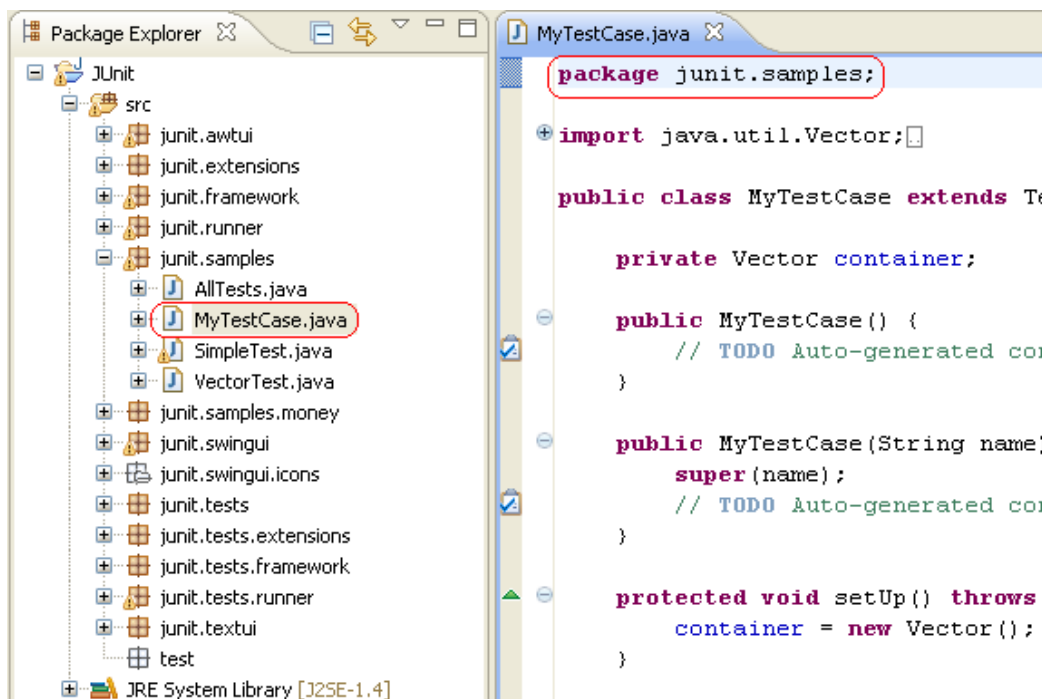 Package Explorer
JUnit
src
junit.awtui
junit.extensions
junit.framework
junit.runner
junit.samples
AllTests.java
MyTestCase.java
SimpleTest.java
VectorTest.java
junit.samples.money
junit.swingui
junit.swingui.icons
junit.tests
junit.tests.extensions
junit.tests.framework
junit.tests.runner
junit.textui
test
JRE System Library [J2SE-1.4]
MyTestCase.java
package junit.samples;
import java.util.Vector;
public class MyTestCase extends Te
private Vector container;
public MyTestCase() {
// TODO Auto-generated con
}
public MyTestCase(String name)
super(name);
// TODO Auto-generated con
}
protected void setUp() throws
container = new Vector();
}